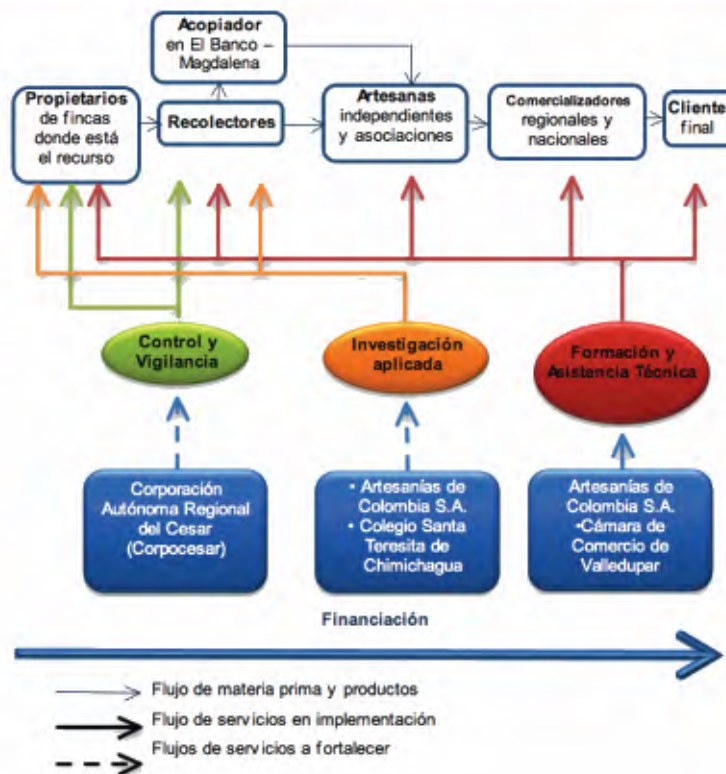 Acopiador
en El Banco –
Magdalena
Propietarios
de fincas
donde está
el recurso
Recolectores
Artesanas
independientes
y asociaciones
Comercializadores
regionales y
nacionales
Cliente
final
Control y
Vigilancia
Investigación
aplicada
Formación y
Asistencia Técnica
Corporación
Autónoma Regional
del Cesar
(Corpocesar)
• Artesanías de
Colombia S.A.
• Colegio Santa
Teresita de
Chimichagua
Artesanías de
Colombia S.A.
•Cámara de
Comercio de
Valledupar
Financiación
Flujo de materia prima y productos
Flujo de servicios en implementación
Flujos de servicios a fortalecer